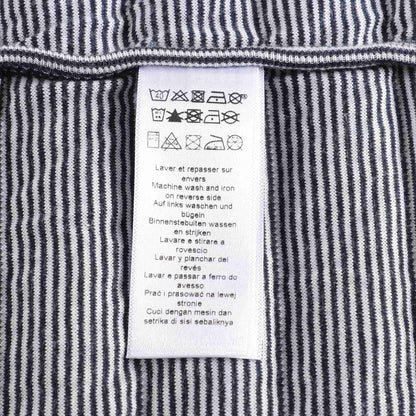 Laver et repasser sur
envers
Machine wash and iron
on reverse side
Auf links waschen und
bügeln
Binnenstebuiten wassen
en strijken
Lavare e stirare a
rovescio
Lavar y planchar del
revés
Lavar e passar a ferro do
avesso
Prać i prasować na lewej
stronie
Cuci dengan mesin dan
setrika di sisi sebaliknya